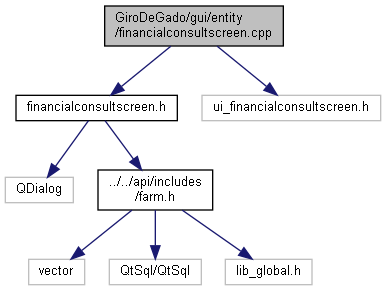 GiroDeGado/gui/entity
/financialconsultscreen.cpp
financialconsultscreen.h
ui_financialconsultscreen.h
QDialog
../../api/includes
/farm.h
vector
QtSql/QtSql
lib_global.h